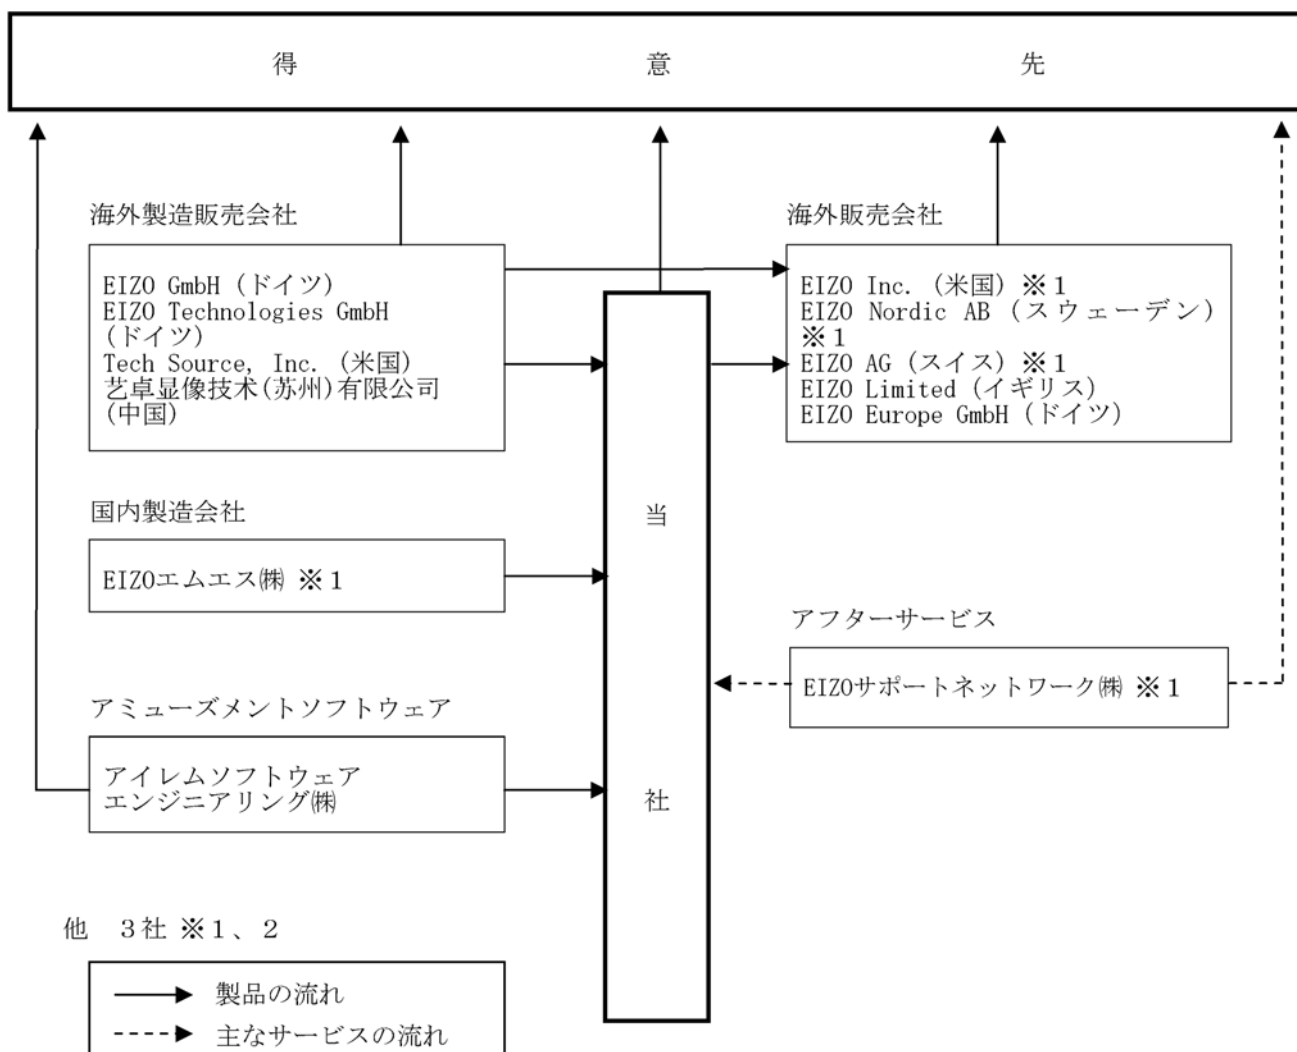 得意先
海外製造販売会社
EIZO GmbH (ドイツ)
EIZO Technologies GmbH
(ドイツ)
Tech Source, Inc. (米国)
艺卓显像技术(苏州)有限公司
(中国)
海外販売会社
EIZO Inc. (米国) ※1
EIZO Nordic AB (スウェーデン)
※1
EIZO AG (スイス) ※1
EIZO Limited (イギリス)
EIZO Europe GmbH (ドイツ)
当社
国内製造会社
EIZOエムエス㈱ ※1
アフターサービス
EIZOサポートネットワーク㈱ ※1
アミューズメントソフトウェア
アイレムソフトウェア
エンジニアリング㈱
他 3社 ※1、2
製品の流れ
主なサービスの流れ